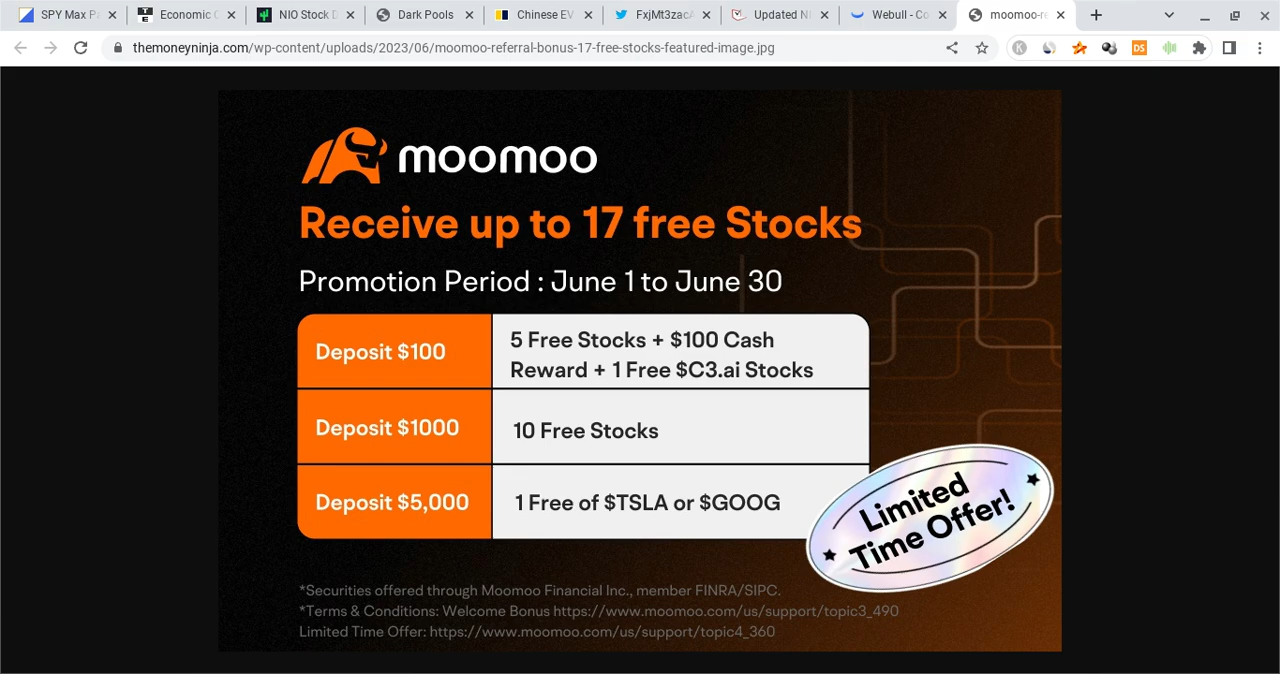 SPY Max Pa
Economic C
NIO Stock D
Dark Pools
Chinese EV
FxjMt3zacA
Updated NI
Webull - Co
moomoo-re
themoneyninja.com/wp-content/uploads/2023/06/moomoo-referral-bonus-17-free-stocks-featured-image.jpg
K
DS
moomoo
Receive up to 17 free Stocks
Promotion Period : June 1 to June 30
Deposit $100
5 Free Stocks + $100 Cash
Reward + 1 Free $C3.ai Stocks
Deposit $1000
10 Free Stocks
Deposit $5,000
1 Free of $TSLA or $GOOG
Limited
Time Offer!
*Securities offered through Moomoo Financial Inc., member FINRA/SIPC.
*Terms & Conditions: Welcome Bonus https://www.moomoo.com/us/support/topic3_490
Limited Time Offer: https://www.moomoo.com/us/support/topic4_360